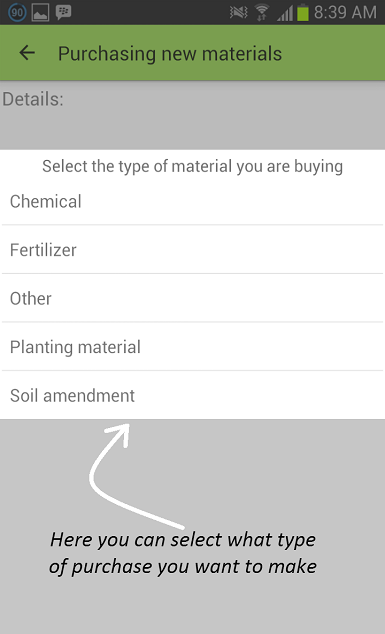 90
8:39 AM
Purchasing new materials
Details:
Select the type of material you are buying
Chemical
Fertilizer
Other
Planting material
Soil amendment
Here you can select what type
of purchase you want to make